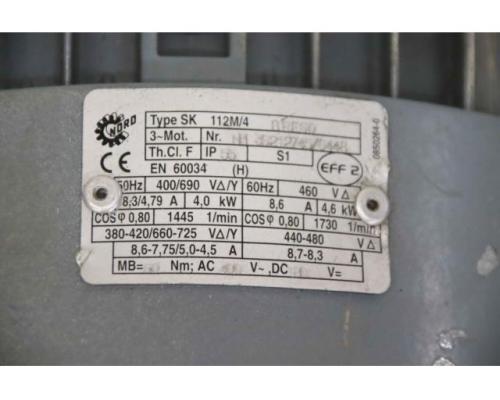 NORD
Type SK 112M/4
3~Mot. Nr.
Th.Cl. F IP 55 S1 EFF 2
EN 60034 (H)
50Hz 400/690 VΔ/Y 60Hz 460 VΔ
8,3/4,79 A 4,0 kW 8,6 A 4,6 kW
COSφ 0,80 1445 1/min COSφ 0,80 1730 1/min
380-420/660-725 VΔ/Y 440-480 VΔ
8,6-7,75/5,0-4,5 A 8,7-8,3 A
MB= Nm; AC V~,DC V=
0850264-0